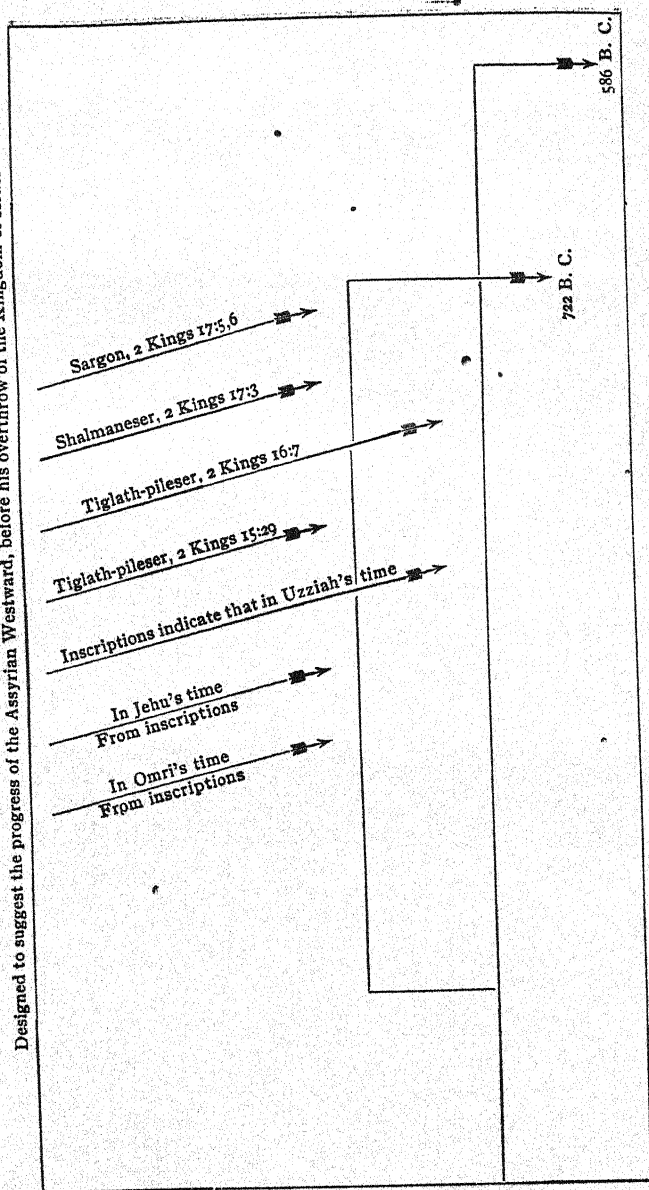 Designed to suggest the progress of the Assyrian Westward, before his overthrow of the Kingdom
586 B. C.
722 B. C.
Sargon, 2 Kings 17:5,6
Shalmaneser, 2 Kings 17:3
Tiglath-pileser, 2 Kings 16:7
Tiglath-pileser, 2 Kings 15:29
Inscriptions indicate that in Uzziah's time
In Jehu's time
From inscriptions
In Omri's time
From inscriptions